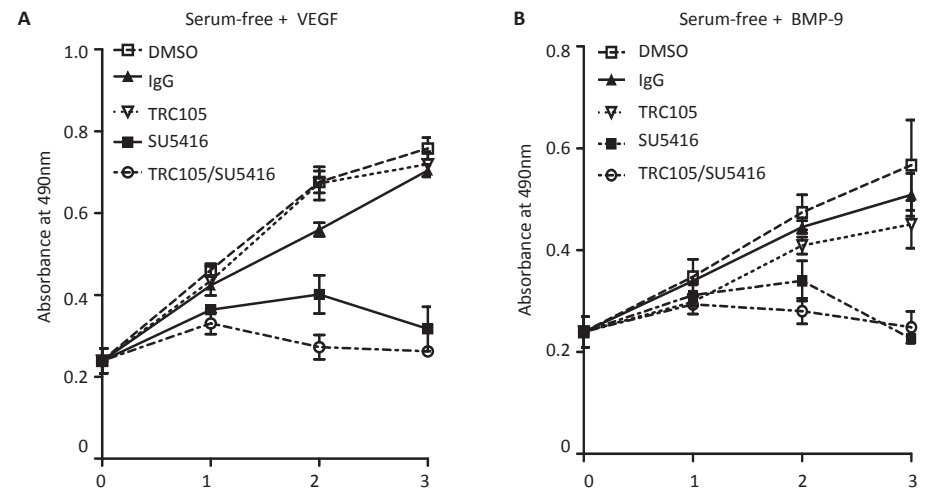 A
Serum-free + VEGF
Absorbance at 490nm
1.0
0.8
0.6
0.4
0.2
0
DMSO
IgG
TRC105
SU5416
TRC105/SU5416
0 1 2 3
B
Serum-free + BMP-9
Absorbance at 490nm
0.8
0.6
0.4
0.2
0
DMSO
IgG
TRC105
SU5416
TRC105/SU5416
0 1 2 3